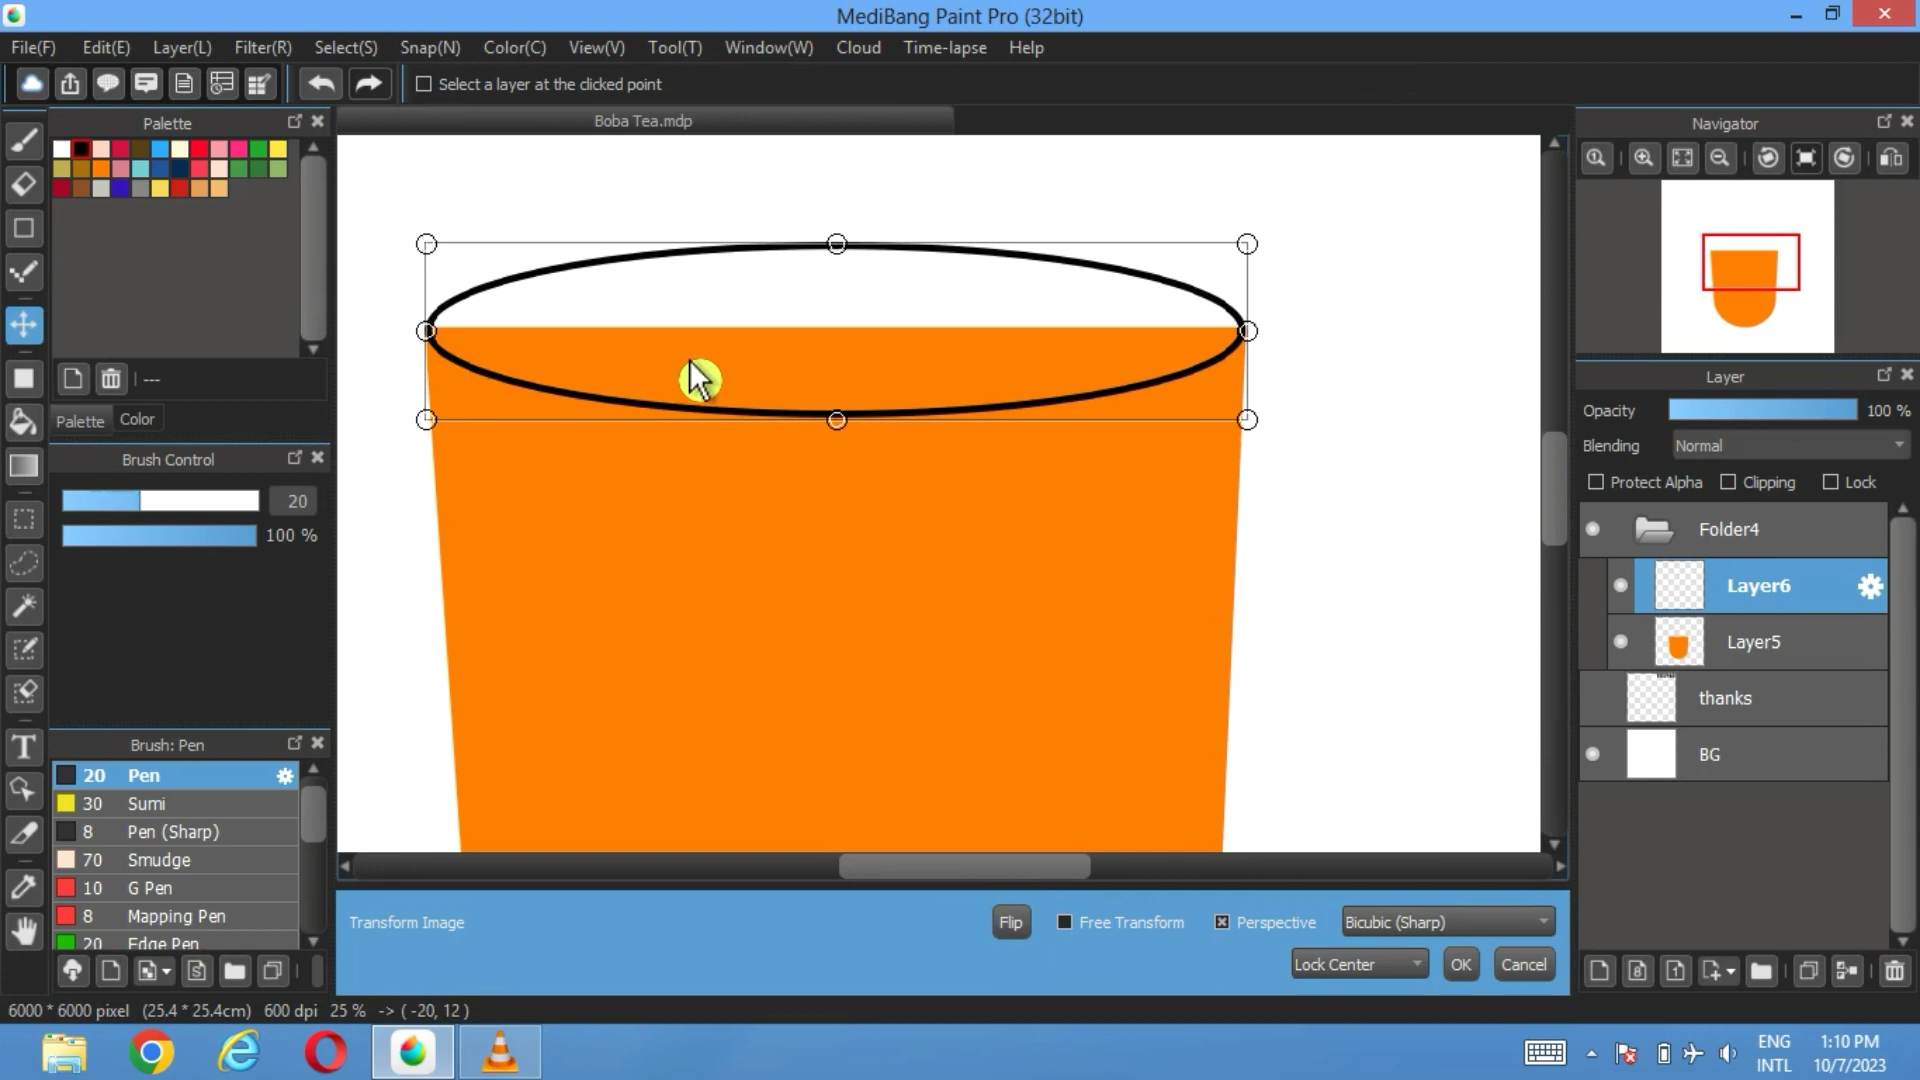 MediBang Paint Pro (32bit)
File(F) Edit(E) Layer(L) Filter(R) Select(S) Snap(N) Color(C) View(V) Tool(T) Window(W) Cloud Time-lapse Help
Select a layer at the clicked point
Palette
Boba Tea.mdp
Navigator
---
Palette Color
Brush Control
20
100 %
Brush: Pen
20 Pen
30 Sumi
8 Pen (Sharp)
70 Smudge
10 G Pen
8 Mapping Pen
20 Edge Pen
Layer
Opacity 100 %
Blending Normal
Protect Alpha Clipping Lock
Folder4
Layer6
Layer5
thanks
BG
Transform Image Flip Free Transform Perspective Bicubic (Sharp)
Lock Center OK Cancel
6000 * 6000 pixel (25.4 * 25.4cm) 600 dpi 25 % -> ( -20, 12 )
ENG 1:10 PM
INTL 10/7/2023